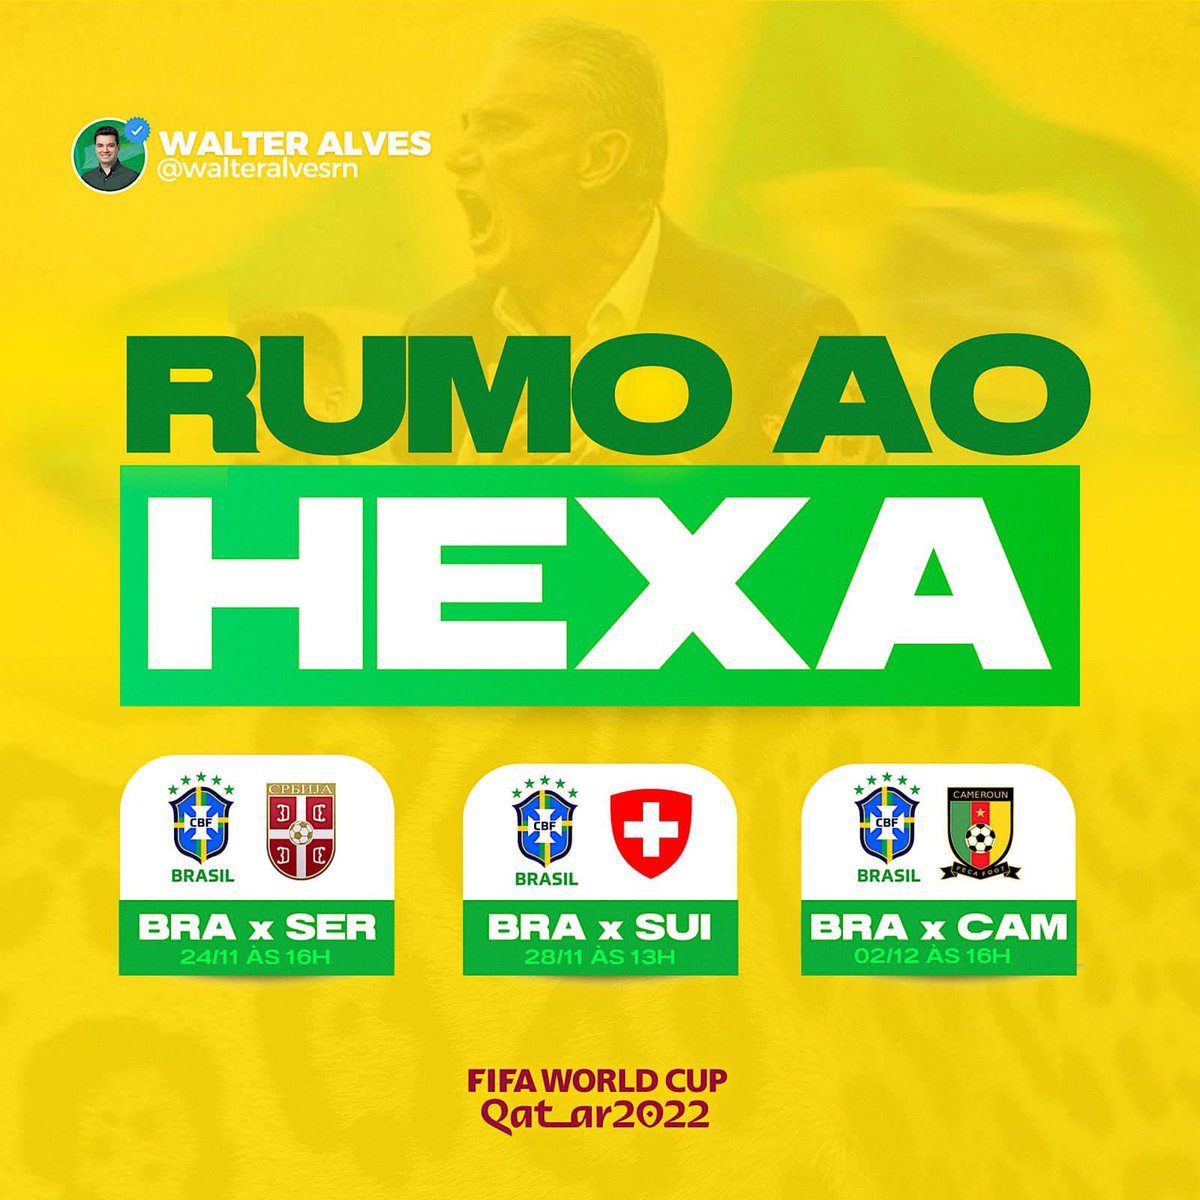 WALTER ALVES
@walteralvesrn
RUMO AO
HEXA
CBF
BRASIL
СРБИЈА
BRA x SER
24/11 ÀS 16H
CBF
BRASIL
BRA x SUI
28/11 ÀS 13H
CBF
BRASIL
CAMEROUN
FECA FOOT
BRA x CAM
02/12 ÀS 16H
FIFA WORLD CUP
Qatar2022